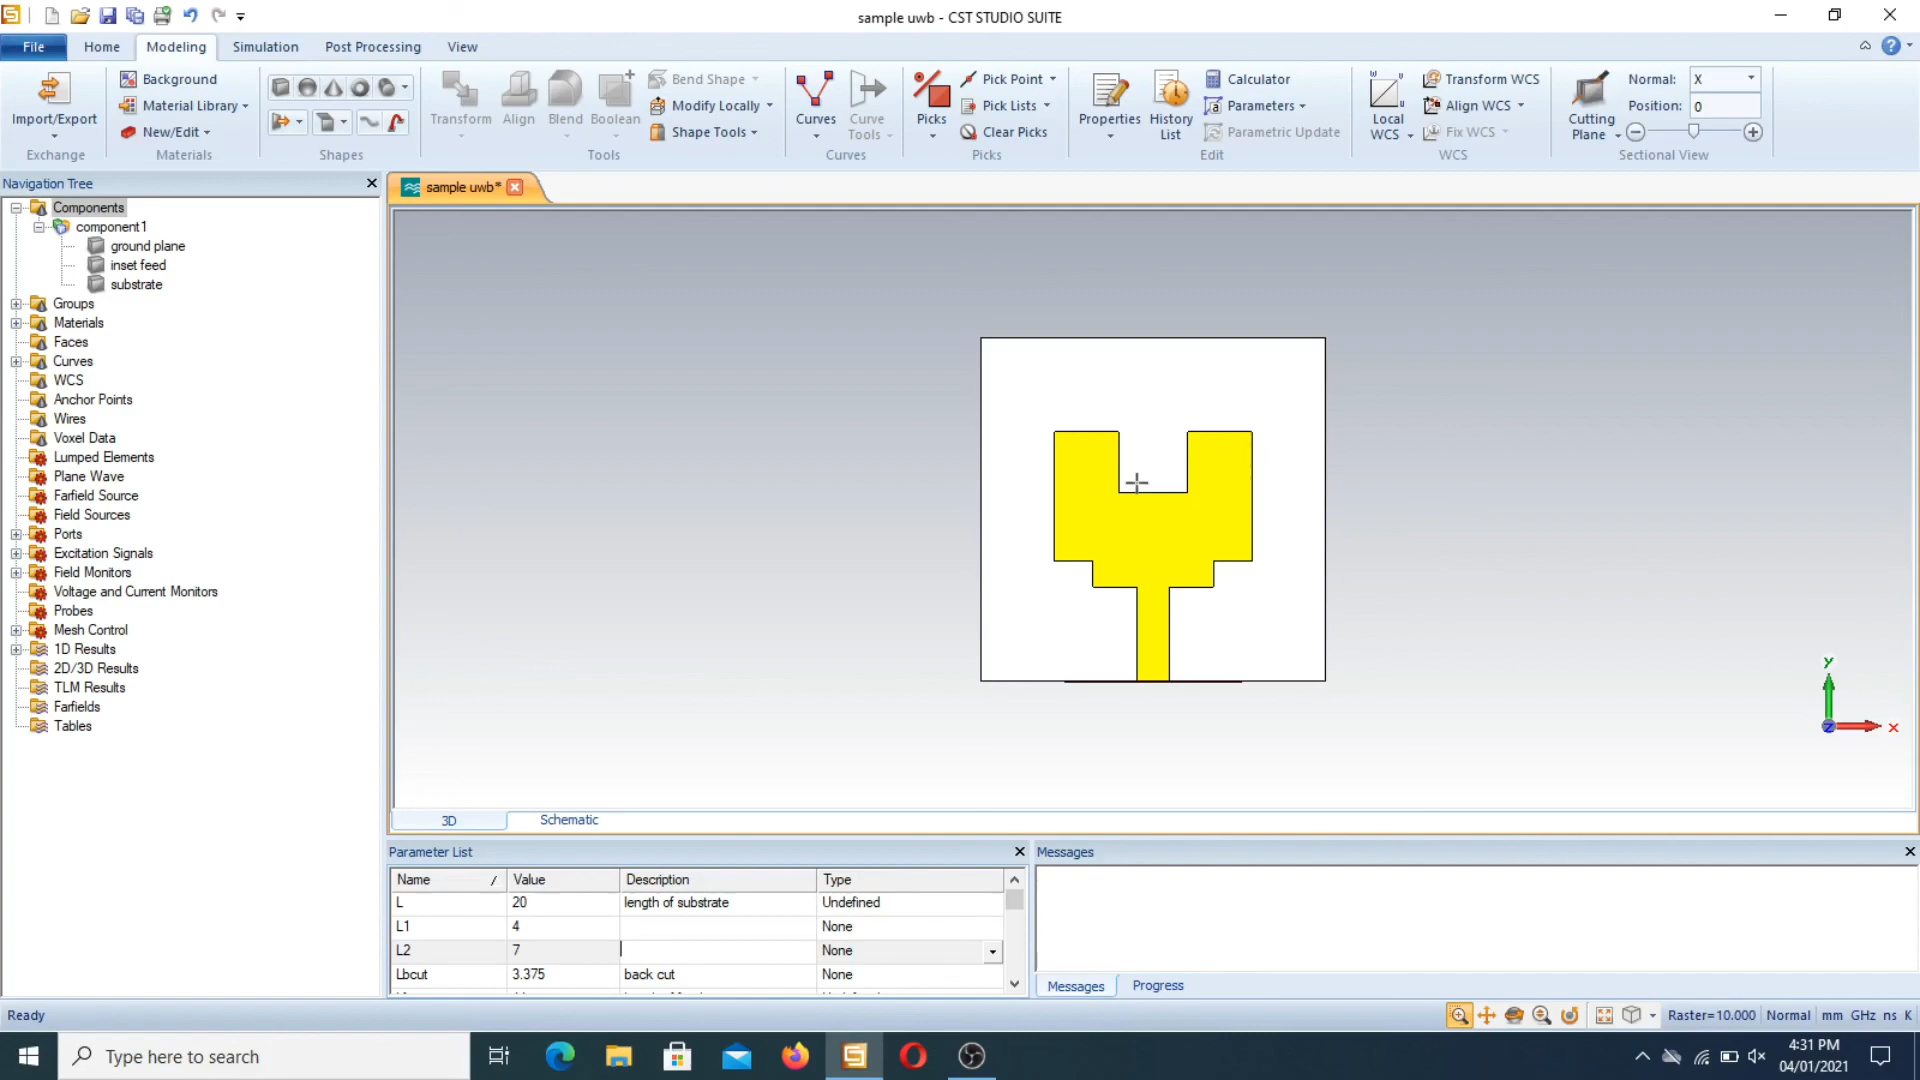 sample uwb - CST STUDIO SUITE
File
Home
Modeling
Simulation
Post Processing
View
Import/Export
Exchange
Background
Material Library
New/Edit
Materials
Shapes
Transform
Align
Blend
Boolean
Bend Shape
Modify Locally
Shape Tools
Tools
Curves
Curve Tools
Curves
Picks
Pick Point
Pick Lists
Clear Picks
Picks
Properties
History List
Calculator
Parameters
Parametric Update
Edit
Local WCS
Transform WCS
Align WCS
Fix WCS
WCS
Cutting Plane
Normal: X
Position: 0
Sectional View
Navigation Tree
Components
component1
ground plane
inset feed
substrate
Groups
Materials
Faces
Curves
WCS
Anchor Points
Wires
Voxel Data
Lumped Elements
Plane Wave
Farfield Source
Field Sources
Ports
Excitation Signals
Field Monitors
Voltage and Current Monitors
Probes
Mesh Control
1D Results
2D/3D Results
TLM Results
Farfields
Tables
sample uwb*
y
z
x
3D
Schematic
Parameter List
Name / Value Description Type
L 20 length of substrate Undefined
L1 4 None
L2 7 None
Lbcut 3.375 back cut None
Messages
Messages
Progress
Ready
Raster=10.000 Normal mm GHz ns K
Type here to search
4:31 PM
04/01/2021